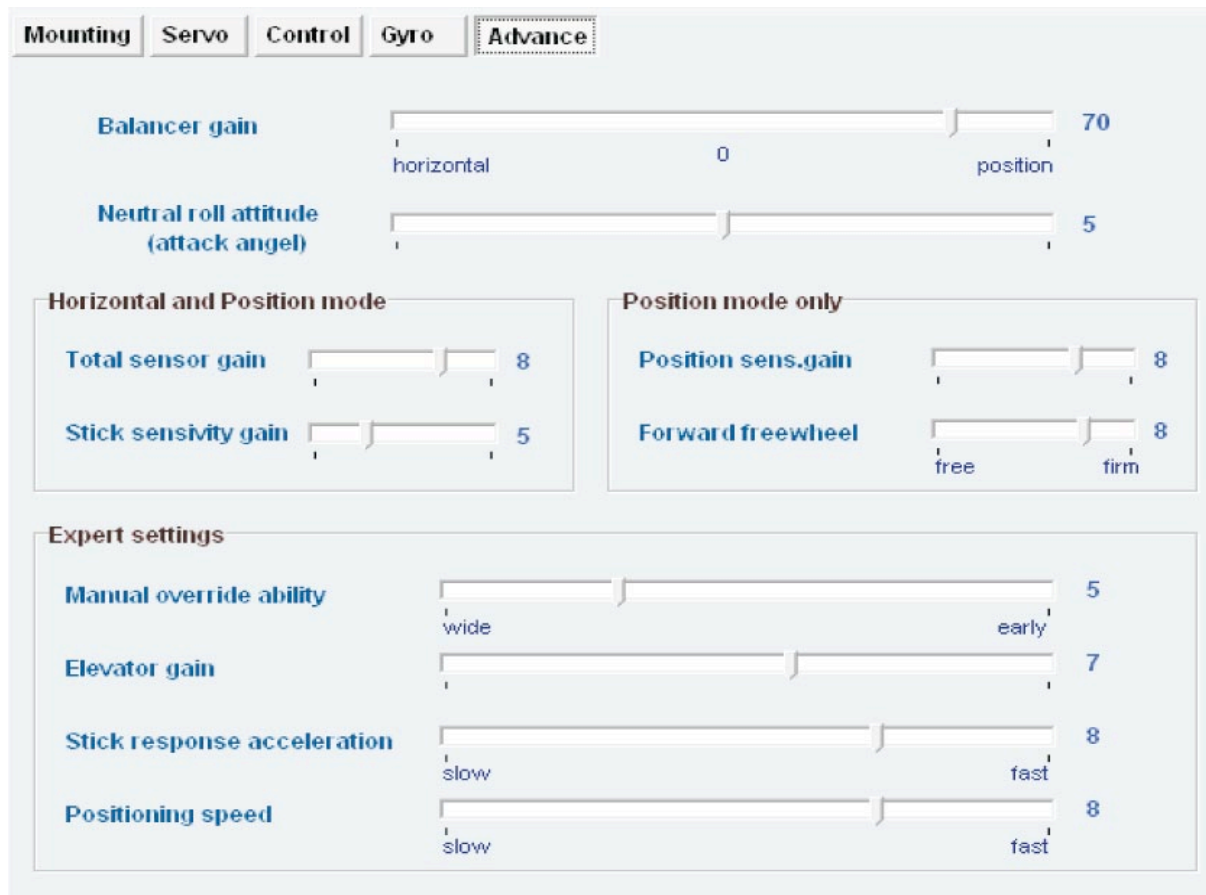 Mounting Servo Control Gyro Advance
Balancer gain 70
horizontal 0 position
Neutral roll attitude 5
(attack angel)
Horizontal and Position mode
Total sensor gain 8
Stick sensivity gain 5
Position mode only
Position sens.gain 8
Forward freewheel 8
free firm
Expert settings
Manual override ability 5
wide early
Elevator gain 7
Stick response acceleration 8
slow fast
Positioning speed 8
slow fast